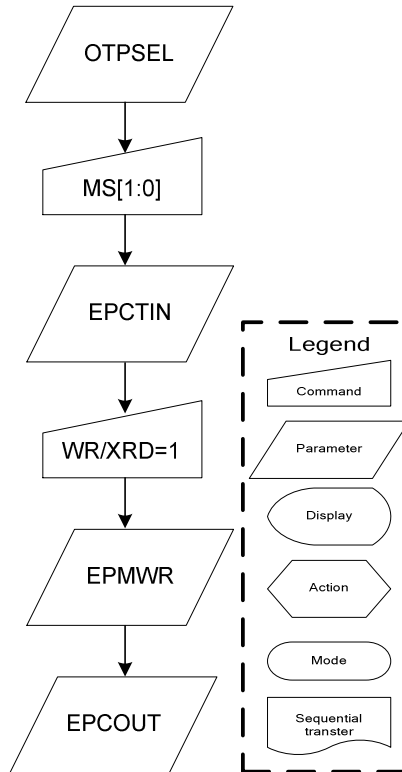 OTPSEL
MS[1:0]
EPCTIN
WR/XRD=1
EPMWR
EPCOUT
Legend
Command
Parameter
Display
Action
Mode
Sequential
transter